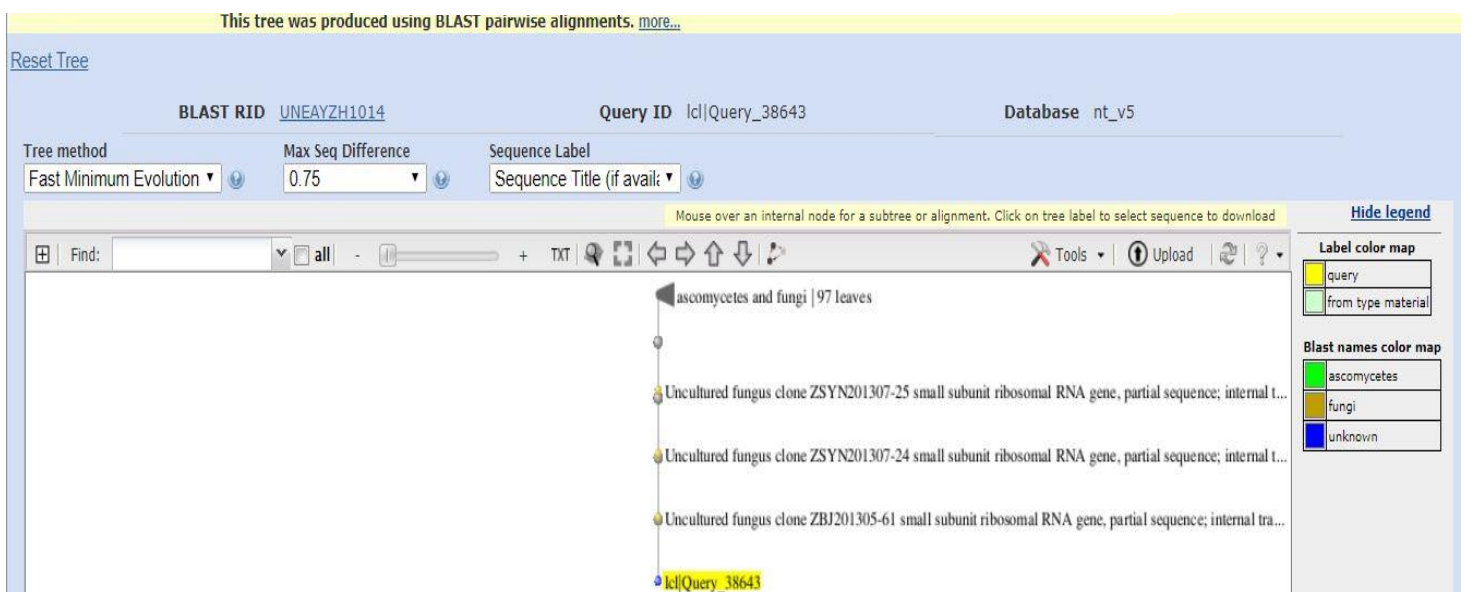 This tree was produced using BLAST pairwise alignments. more...
Reset Tree
BLAST RID UNEAYZH1014 Query ID lcl|Query_38643 Database nt_v5
Tree method Max Seq Difference Sequence Label
Fast Minimum Evolution 0.75 Sequence Title (if availa
Mouse over an internal node for a subtree or alignment. Click on tree label to select sequence to download
Hide legend
Find: all - + TXT Tools Upload ?
Label color map
query
from type material
Blast names color map
ascomycetes
fungi
unknown
ascomycetes and fungi | 97 leaves
Uncultured fungus clone ZSYN201307-25 small subunit ribosomal RNA gene, partial sequence; internal t...
Uncultured fungus clone ZSYN201307-24 small subunit ribosomal RNA gene, partial sequence; internal t...
Uncultured fungus clone ZBJ201305-61 small subunit ribosomal RNA gene, partial sequence; internal tra...
lcl|Query_38643